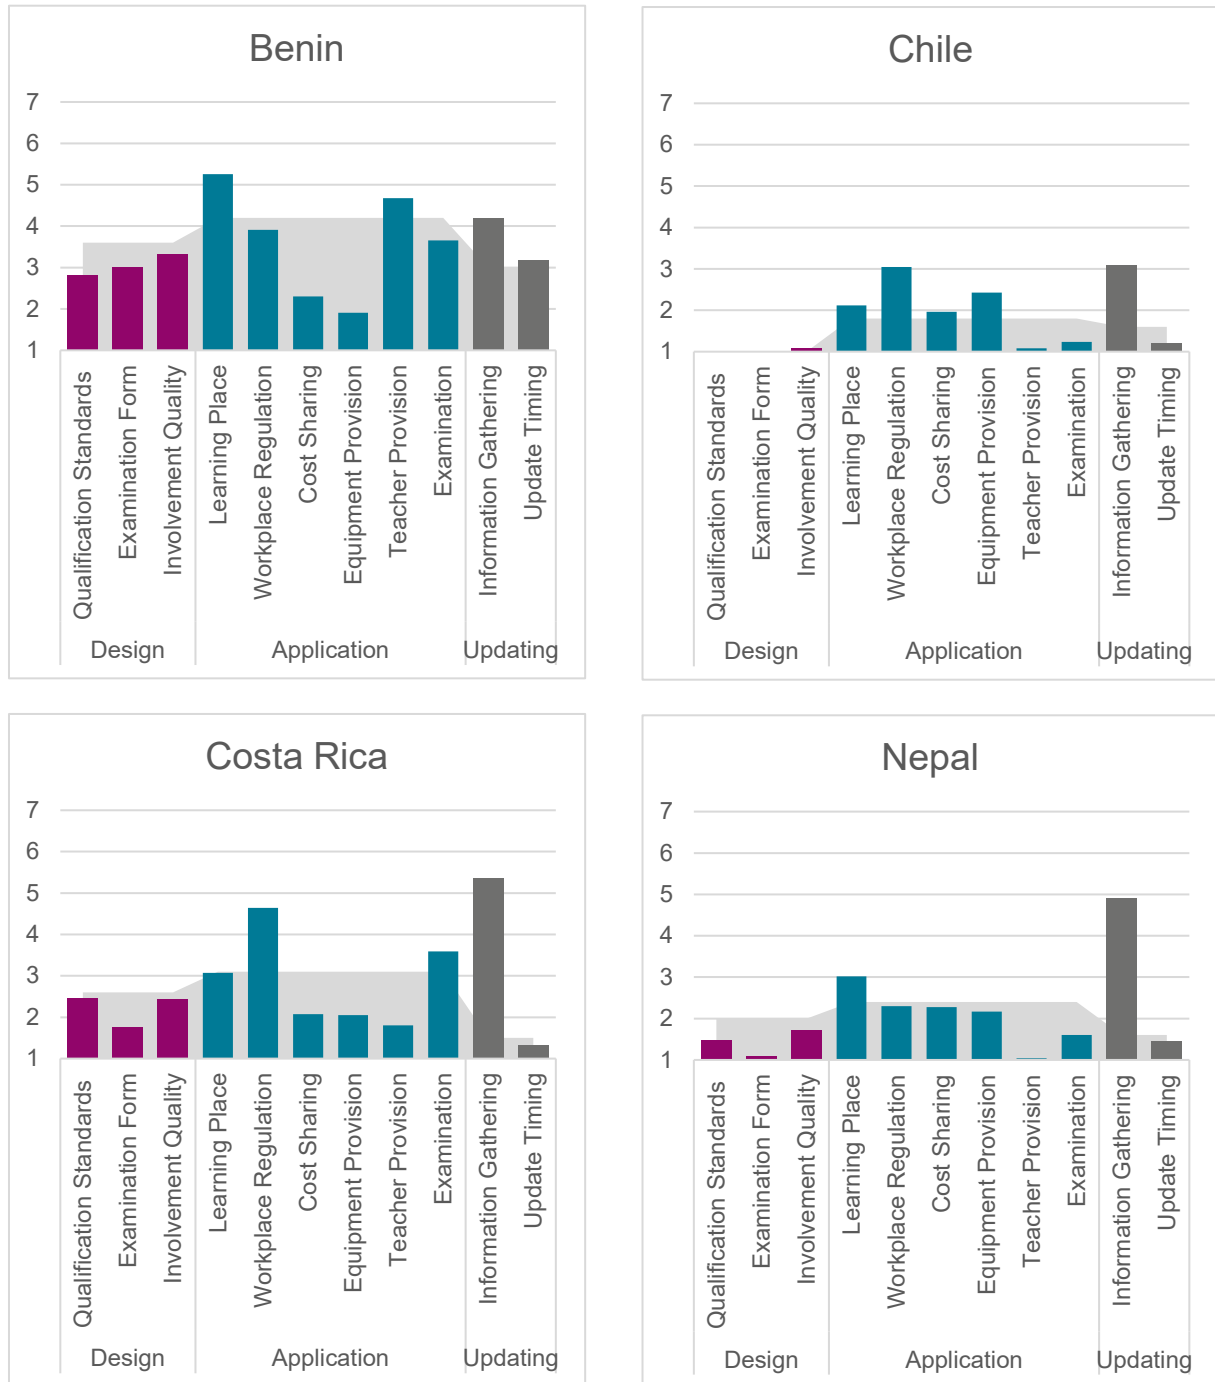 Benin
7
6
5
4
3
2
1
Qualification Standards
Examination Form
Involvement Quality
Learning Place
Workplace Regulation
Cost Sharing
Equipment Provision
Teacher Provision
Examination
Information Gathering
Update Timing
Design
Application
Updating
Chile
7
6
5
4
3
2
1
Qualification Standards
Examination Form
Involvement Quality
Learning Place
Workplace Regulation
Cost Sharing
Equipment Provision
Teacher Provision
Examination
Information Gathering
Update Timing
Design
Application
Updating
Costa Rica
7
6
5
4
3
2
1
Qualification Standards
Examination Form
Involvement Quality
Learning Place
Workplace Regulation
Cost Sharing
Equipment Provision
Teacher Provision
Examination
Information Gathering
Update Timing
Design
Application
Updating
Nepal
7
6
5
4
3
2
1
Qualification Standards
Examination Form
Involvement Quality
Learning Place
Workplace Regulation
Cost Sharing
Equipment Provision
Teacher Provision
Examination
Information Gathering
Update Timing
Design
Application
Updating